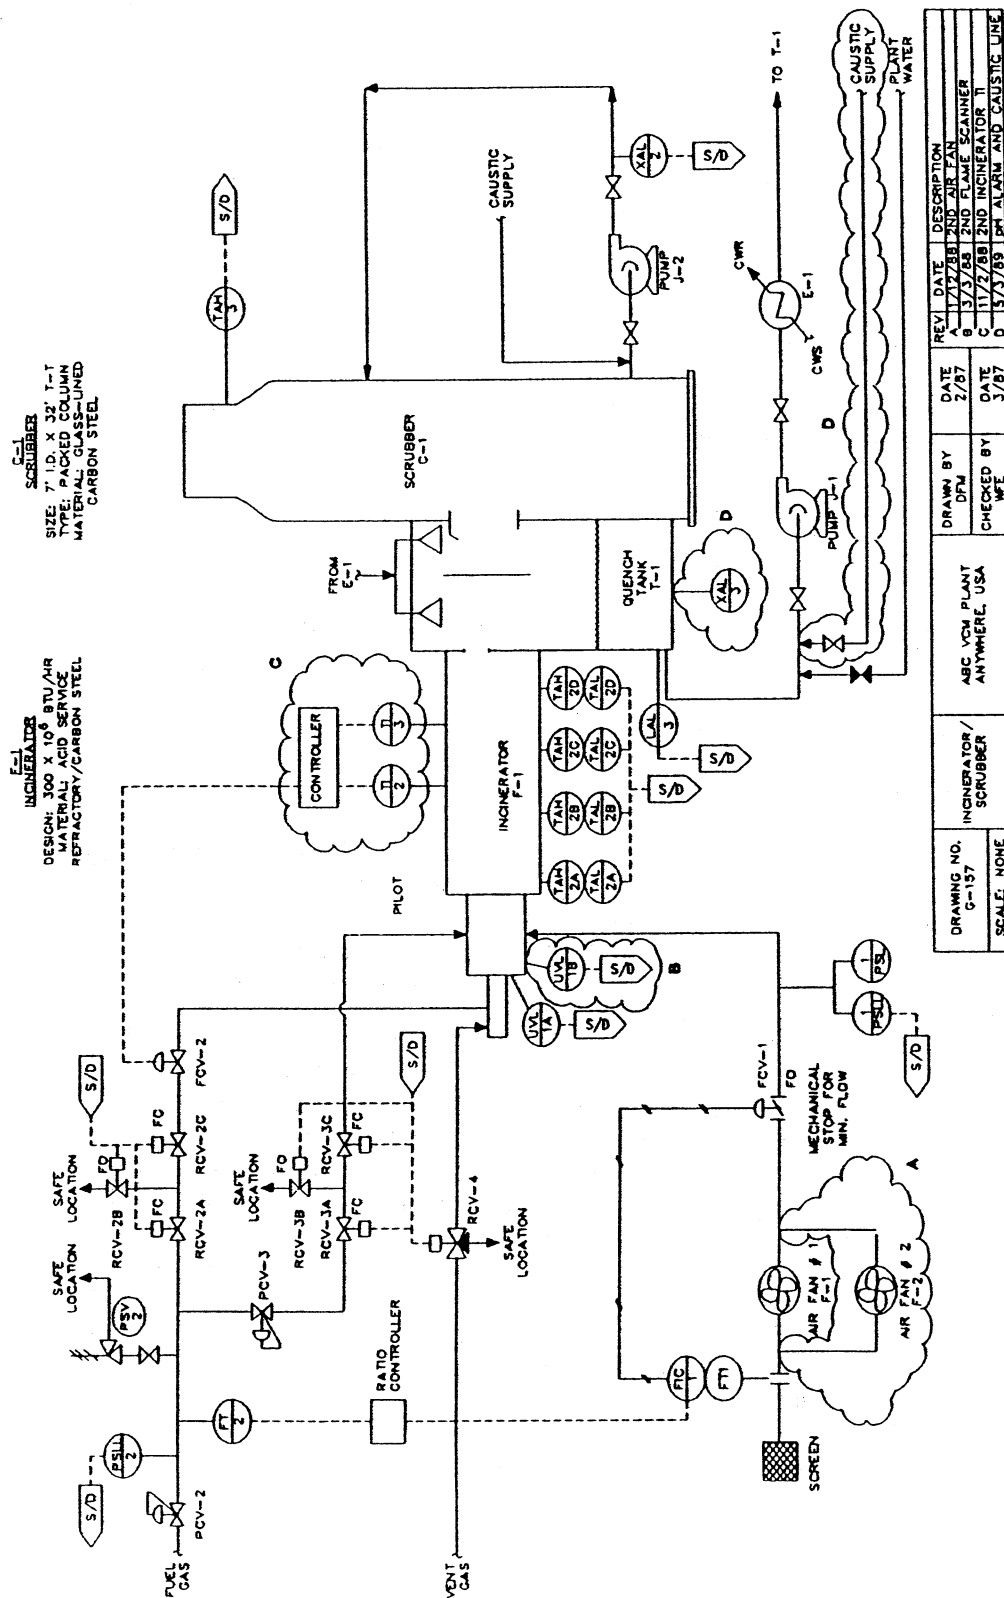 F-1
INCINERATOR
DESIGN: 300 X 10⁶ BTU/HR
MATERIAL: ACID SERVICE
REFRACTORY/CARBON STEEL
C-1
SCRUBBER
SIZE: 7' I.D. X 32' T-T
TYPE: PACKED COLUMN
MATERIAL: GLASS-LINED
CARBON STEEL
FUEL
GAS
PCV-2
S/D
PSLL
2
FT
2
PSV
2
SAFE
LOCATION
SAFE
LOCATION
RCV-2B
FO
RCV-2A
FC
RCV-2C
FC
S/D
FCV-2
PCV-3
SAFE
LOCATION
RCV-3B
FO
RCV-3A
FC
RCV-3C
FC
S/D
RATIO
CONTROLLER
VENT
GAS
RCV-4
SAFE
LOCATION
PILOT
C
CONTROLLER
TI
2
TI
3
INCINERATOR
F-1
UVL
1A
S/D
UVL
1B
S/D
B
TAH
2A
TAL
2A
TAH
2B
TAL
2B
TAH
2C
TAL
2C
TAH
2D
TAL
2D
S/D
LAL
3
S/D
FROM
E-1
QUENCH
TANK
T-1
XAL
3
D
SCRUBBER
C-1
TAH
3
S/D
CAUSTIC
SUPPLY
PUMP
J-2
XAL
2
S/D
PUMP J-1
CWS
CWR
E-1
TO T-1
D
CAUSTIC
SUPPLY
PLANT
WATER
SCREEN
FIC
1
FT1
AIR FAN # 1
F-1
AIR FAN # 2
F-2
A
FCV-1
FO
MECHANICAL
STOP FOR
MIN. FLOW
PSLL
1
PSL
1
S/D
DRAWING NO.
G-157
SCALE: NONE
INCINERATOR/
SCRUBBER
ABC VCM PLANT
ANYWHERE, USA
DRAWN BY
DFM
DATE
2/87
CHECKED BY
WFE
DATE
3/87
REV DATE DESCRIPTION
A 1/12/88 2ND AIR FAN
B 3/3/88 2ND FLAME SCANNER
C 11/2/88 2ND INCINERATOR TI
D 5/3/89 PH ALARM AND CAUSTIC LINE